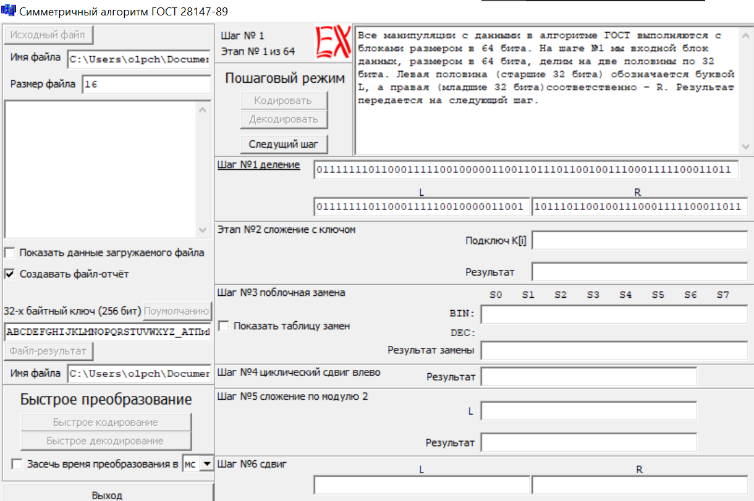 Симметричный алгоритм ГОСТ 28147-89
Исходный файл
Имя файла C:\Users\olpch\Documen
Размер файла 16
Показать данные загружаемого файла
Создавать файл-отчёт
32-х байтный ключ (256 бит) Поумолчанию
ABCDEFGHIJKLMNOPQRSTUVWXYZ_АТПы
Файл-результат
Имя файла C:\Users\olpch\Documen
Быстрое преобразование
Быстрое кодирование
Быстрое декодирование
Засечь время преобразования в мс
Выход
Шаг № 1
Этап № 1 из 64
EX
Пошаговый режим
Кодировать
Декодировать
Следущий шаг
Все манипуляции с данными в алгоритме ГОСТ выполняются с
блоками размером в 64 бита. На шаге №1 мы входной блок
данных, размером в 64 бита, делим на две половины по 32
бита. Левая половина (старшие 32 бита) обозначается буквой
L, а правая (младшие 32 бита)соответственно - R. Результат
передается на следующий шаг.
Шаг №1 деление
0111111101100011111001000001100110111011001001110001111100011011
L R
01111111011000111110010000011001 10111011001001110001111100011011
Этап №2 сложение с ключом
Подключ K[i]
Результат
Шаг №3 поблочная замена S0 S1 S2 S3 S4 S5 S6 S7
BIN:
Показать таблицу замен
DEC:
Результат замены
Шаг №4 циклический сдвиг влево Результат
Шаг №5 сложение по модулю 2
L
Результат
Шаг №6 сдвиг
L R